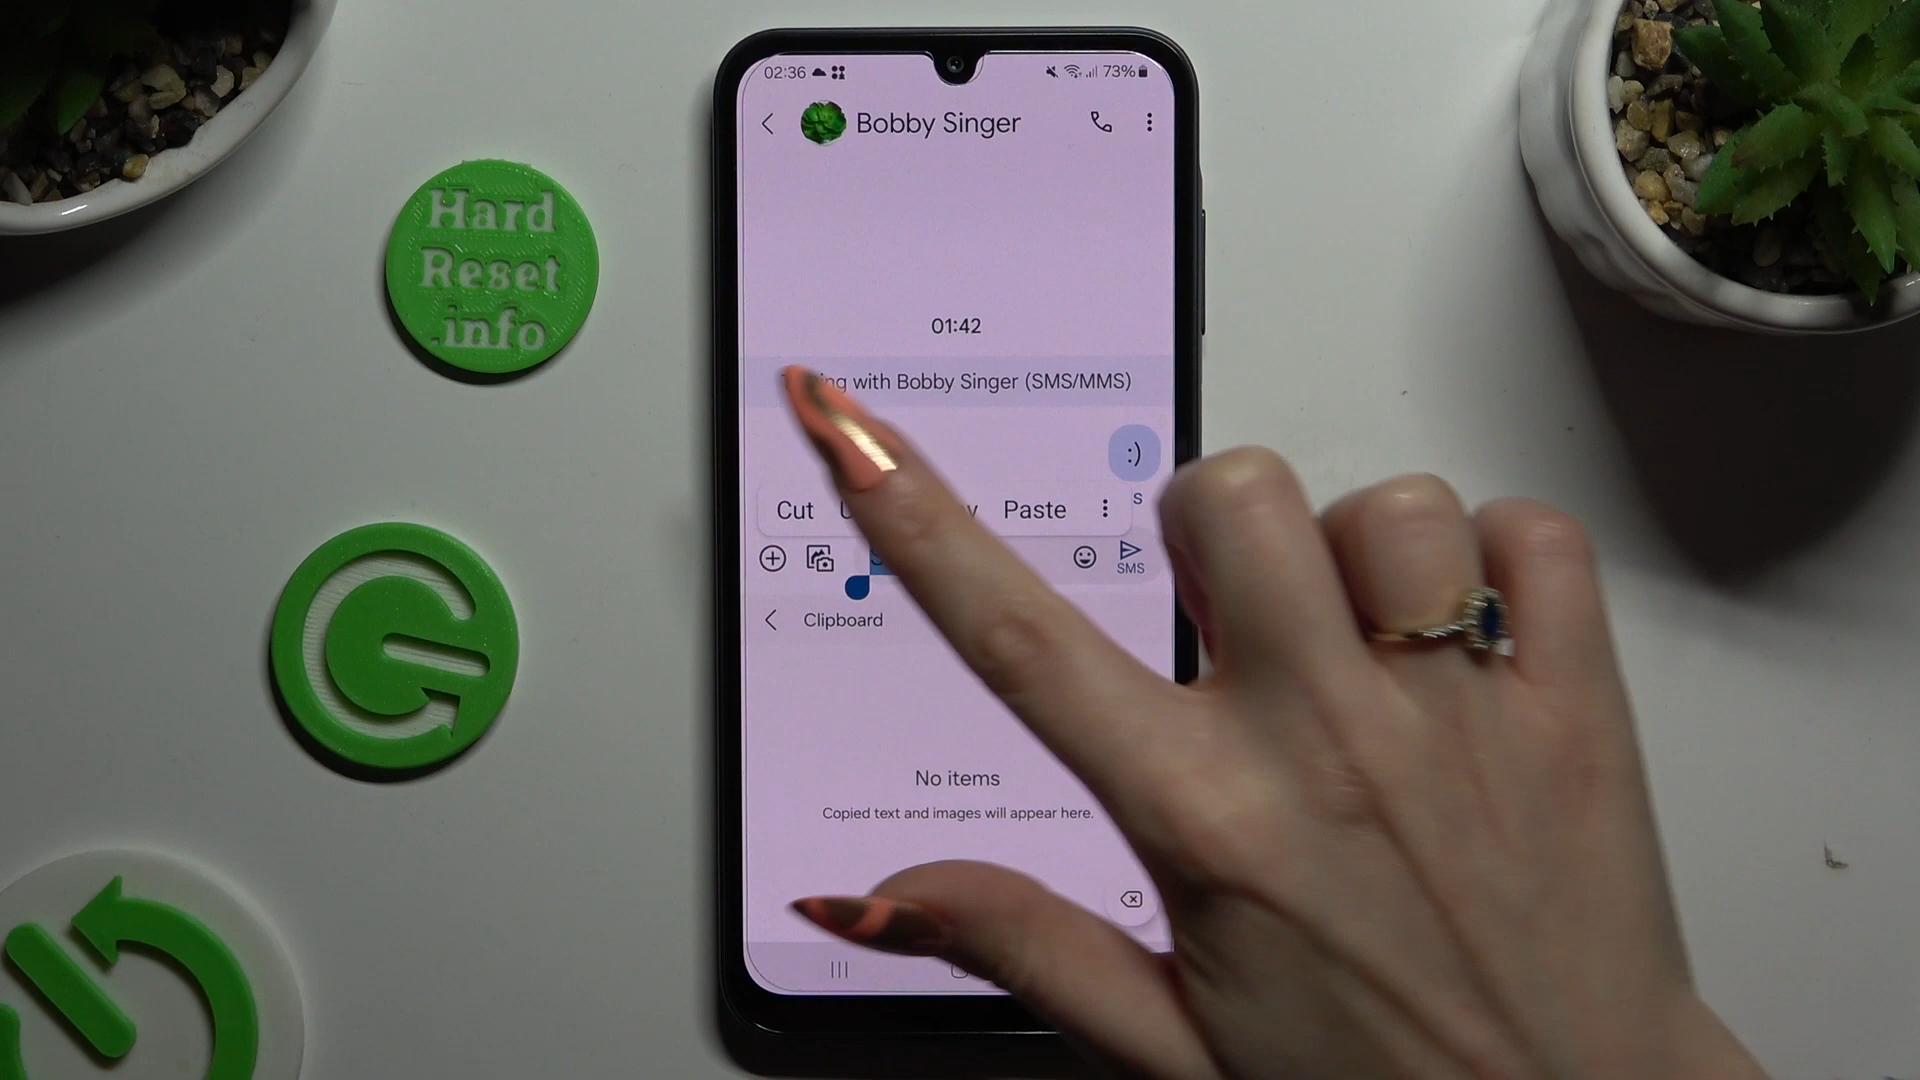 Hard
Reset
.info
02:36
73%
Bobby Singer
01:42
with Bobby Singer (SMS/MMS)
:)
Cut
Paste
SMS
Clipboard
No items
Copied text and images will appear here.